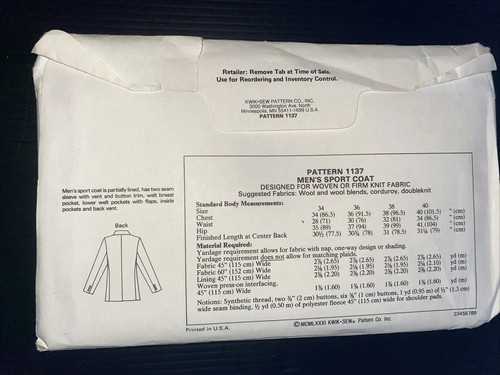 Retailer: Remove Tab at Time of Sale.
Use for Reordering and Inventory Control.
KWIK•SEW PATTERN CO., INC.
3000 Washington Ave. North
Minneapolis, MN 55411-1699 U.S.A.
PATTERN 1137
Men's sport coat is partially lined, has two seam
sleeve with vent and button trim, welt breast
pocket, lower welt pockets with flaps, inside
pockets and back vent.
Back
PATTERN 1137
MEN'S SPORT COAT
DESIGNED FOR WOVEN OR FIRM KNIT FABRIC
Suggested Fabrics: Wool and wool blends, corduroy, doubleknit
Standard Body Measurements:
Size 34 36 38 40
Chest 34 (86.5) 36 (91.5) 38 (96.5) 40 (101.5) " (cm)
Waist 28 (71) 30 (76) 32 (81) 34 (86.5) " (cm)
Hip 35 (89) 37 (94) 39 (99) 41 (104) " (cm)
Finished Length at Center Back 30½ (77.5) 30¾ (78) 31 (78.5) 31¼ (79) " (cm)
Material Required:
Yardage requirement allows for fabric with nap, one-way design or shading.
Yardage requirement does not allow for matching plaids.
Fabric 45" (115 cm) Wide 2⅞ (2.65) 2⅞ (2.65) 2⅞ (2.65) 2⅞ (2.65) yd (m)
Fabric 60" (152 cm) Wide 2⅛ (1.95) 2⅛ (1.95) 2⅛ (1.95) 2¼ (2.10) yd (m)
Lining 45" (115 cm) Wide 2⅜ (2.20) 2⅜ (2.20) 2⅜ (2.20) 2⅜ (2.20) yd (m)
Woven press-on interfacing,
45" (115 cm) Wide 1¾ (1.60) 1¾ (1.60) 1¾ (1.60) 1¾ (1.60) yd (m)
Notions: Synthetic thread, two ¾" (2 cm) buttons, six ⅝" (1 cm) buttons, 1 yd (0.95 m) of ½" (1.3 cm)
wide seam binding, ½ yd (0.50 m) of polyester fleece 45" (115 cm) wide for shoulder pads.
Printed in U.S.A.
©MCMLXXXI KWIK•SEW® Pattern Co. Inc.
23456789